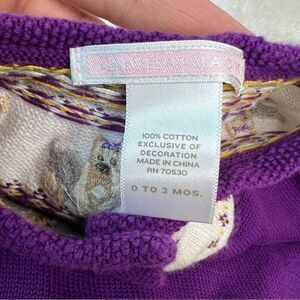 100% COTTON
EXCLUSIVE OF
DECORATION
MADE IN CHINA
RN 70530
0 TO 3 MOS.